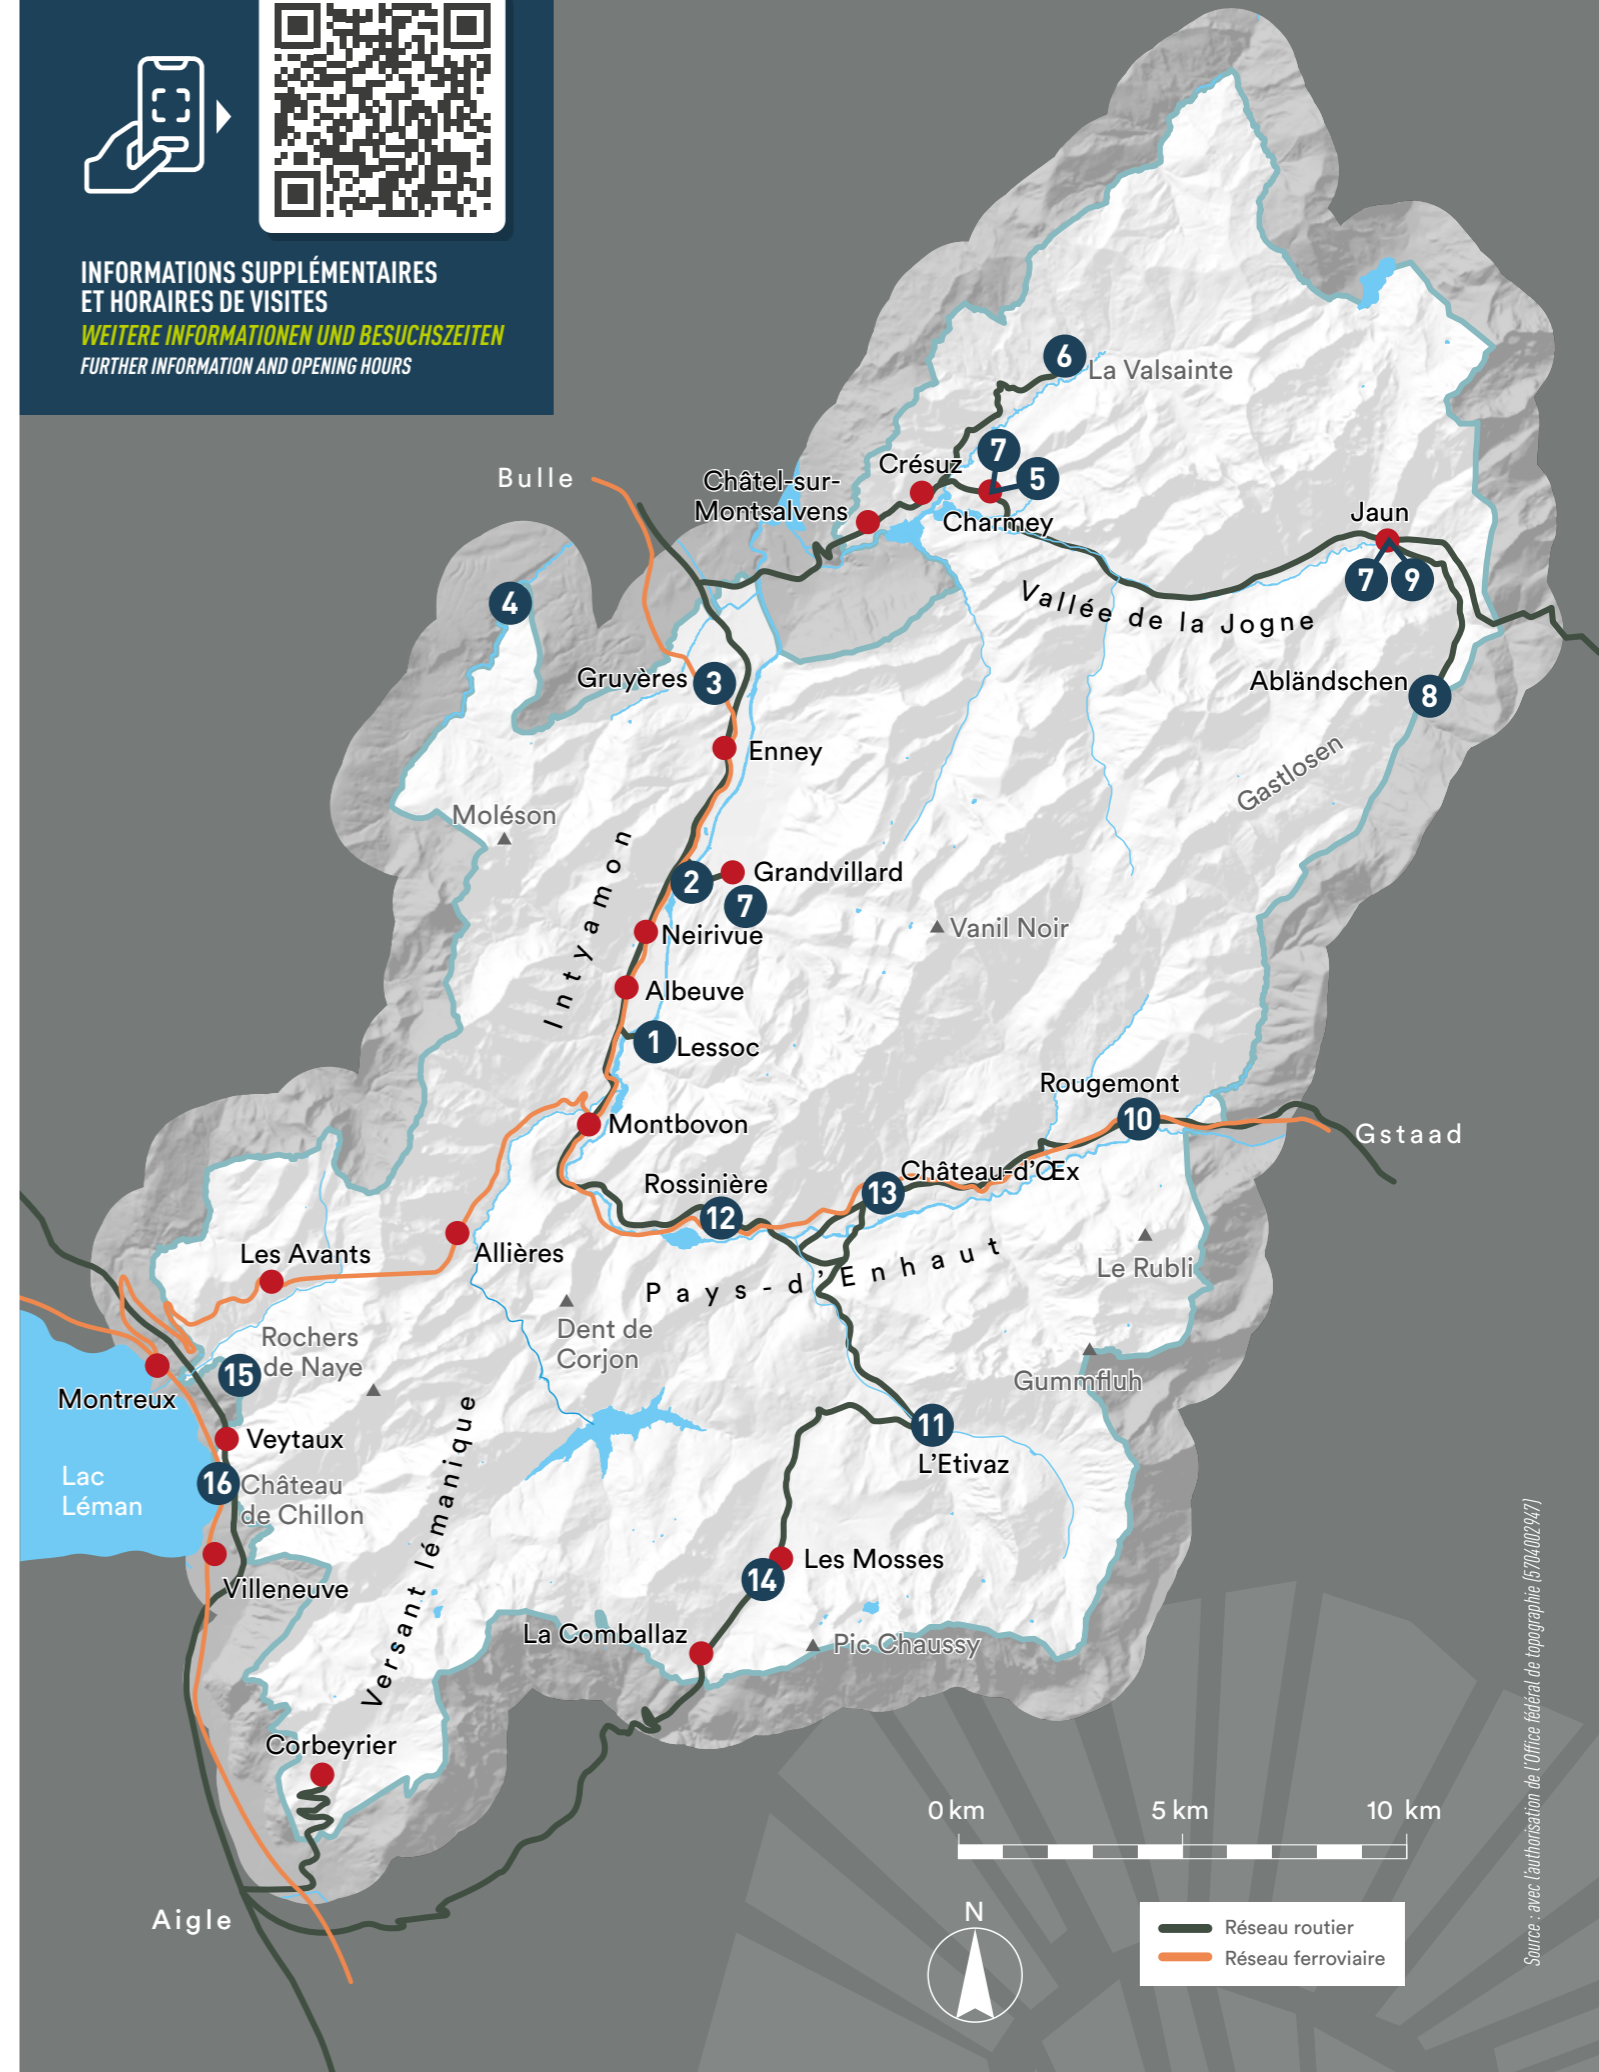 INFORMATIONS SUPPLÉMENTAIRES
ET HORAIRES DE VISITES
WEITERE INFORMATIONEN UND BESUCHSZEITEN
FURTHER INFORMATION AND OPENING HOURS
6
La Valsainte
7
5
Bulle
Crésuz
Châtel-sur-
Montsalvens
Charmey
Jaun
7
9
Vallée de la Jogne
4
Gruyères
3
Abländschen
8
Enney
Gastlosen
Moléson
Intyamon
2
Grandvillard
7
Neirivue
Vanil Noir
Albeuve
1
Lessoc
Rougemont
10
Gstaad
Montbovon
Rossinière
12
13
Château-d'Œx
Allières
Les Avants
Pays-d'Enhaut
Le Rubli
Dent de
Corjon
Rochers
de Naye
15
Montreux
Gummfluh
11
L'Etivaz
Veytaux
16
Château
de Chillon
Lac
Léman
Versant lémanique
Villeneuve
Les Mosses
14
La Comballaz
Pic Chaussy
Corbeyrier
Aigle
0 km
5 km
10 km
N
Réseau routier
Réseau ferroviaire
Source : avec l'authorisation de l'Office fédéral de topographie (5704002947)